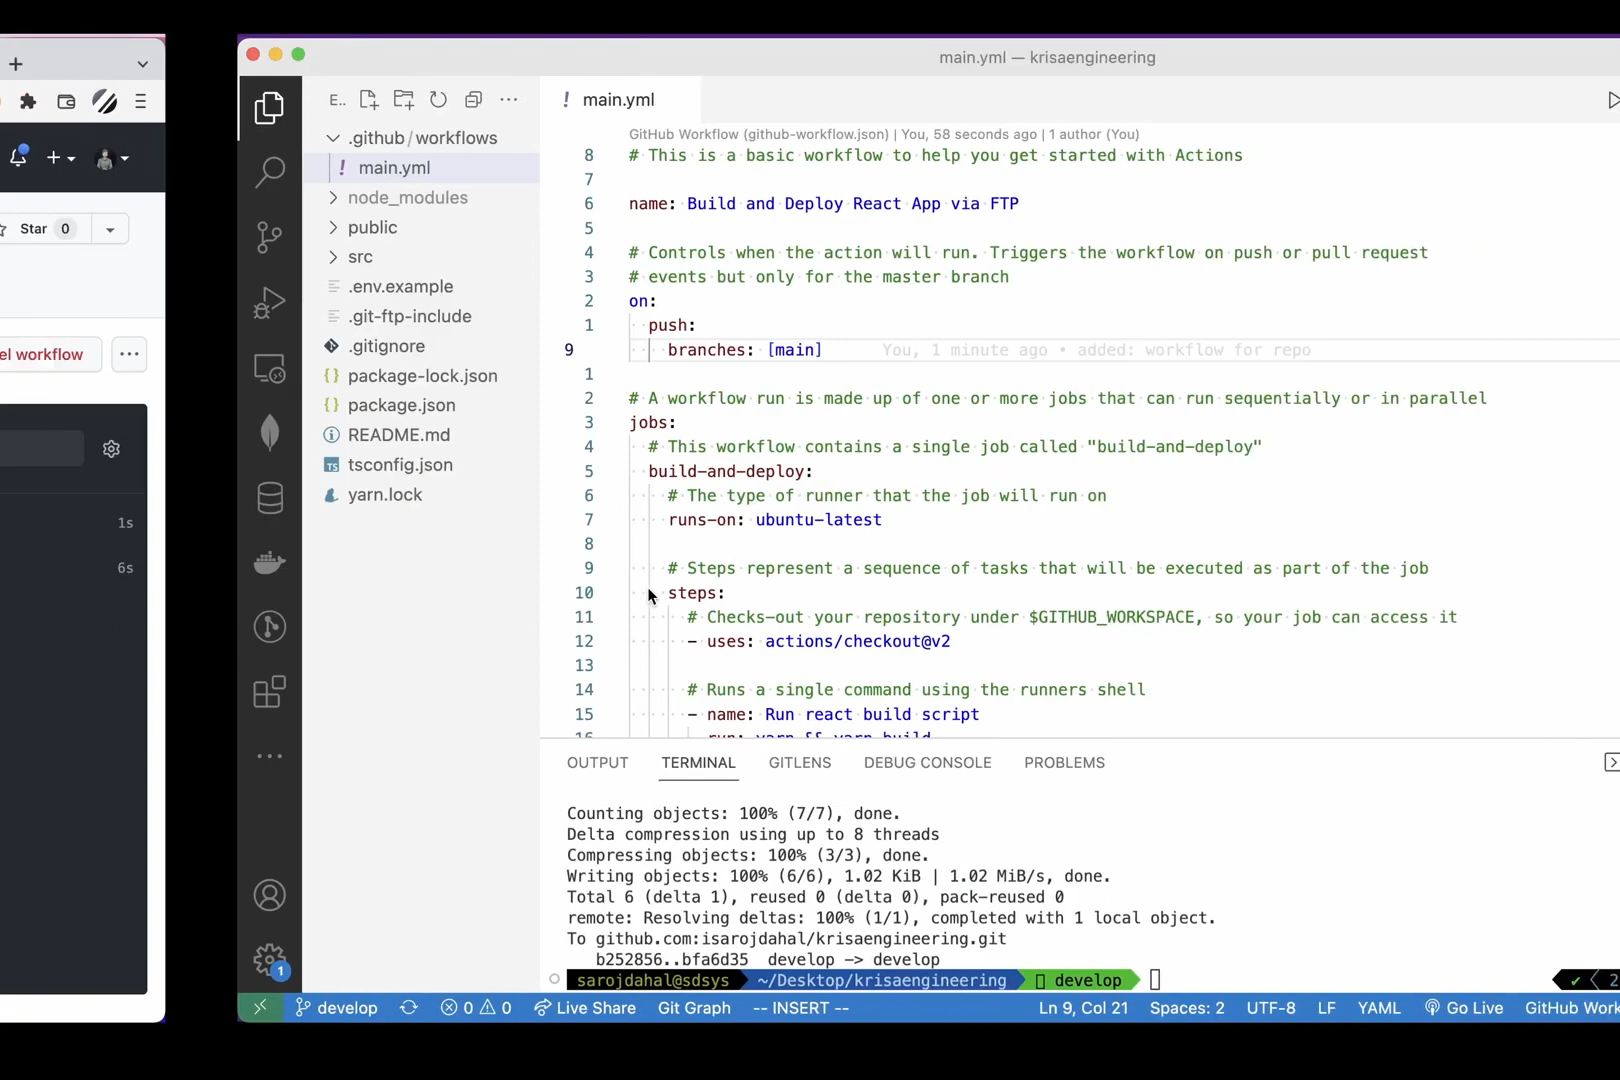 Star 0
el workflow
1s
6s
main.yml — krisaengineering
E..
.github/workflows
main.yml
node_modules
public
src
.env.example
.git-ftp-include
.gitignore
package-lock.json
package.json
README.md
tsconfig.json
yarn.lock
1
! main.yml
GitHub Workflow (github-workflow.json) | You, 58 seconds ago | 1 author (You)
8 # This is a basic workflow to help you get started with Actions
7
6 name: Build and Deploy React App via FTP
5
4 # Controls when the action will run. Triggers the workflow on push or pull request
3 # events but only for the master branch
2 on:
1 push:
9 branches: [main] You, 1 minute ago • added: workflow for repo
1
2 # A workflow run is made up of one or more jobs that can run sequentially or in parallel
3 jobs:
4 # This workflow contains a single job called "build-and-deploy"
5 build-and-deploy:
6 # The type of runner that the job will run on
7 runs-on: ubuntu-latest
8
9 # Steps represent a sequence of tasks that will be executed as part of the job
10 steps:
11 # Checks-out your repository under $GITHUB_WORKSPACE, so your job can access it
12 - uses: actions/checkout@v2
13
14 # Runs a single command using the runners shell
15 - name: Run react build script
16 run: yarn && yarn build
OUTPUT TERMINAL GITLENS DEBUG CONSOLE PROBLEMS
Counting objects: 100% (7/7), done.
Delta compression using up to 8 threads
Compressing objects: 100% (3/3), done.
Writing objects: 100% (6/6), 1.02 KiB | 1.02 MiB/s, done.
Total 6 (delta 1), reused 0 (delta 0), pack-reused 0
remote: Resolving deltas: 100% (1/1), completed with 1 local object.
To github.com:isarojdahal/krisaengineering.git
b252856..bfa6d35 develop -> develop
sarojdahal@sdsys ~/Desktop/krisaengineering develop ✔ 2
develop 0 0 Live Share Git Graph -- INSERT -- Ln 9, Col 21 Spaces: 2 UTF-8 LF YAML Go Live GitHub Work